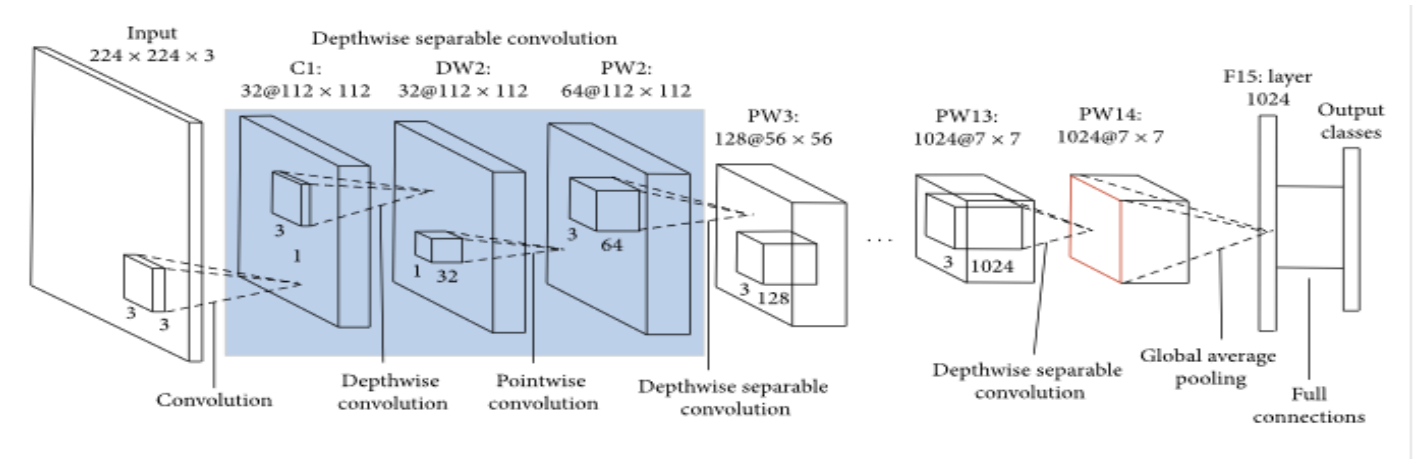 Input
224 × 224 × 3
Depthwise separable convolution
C1:
32@112 × 112
DW2:
32@112 × 112
PW2:
64@112 × 112
PW3:
128@56 × 56
PW13:
1024@7 × 7
PW14:
1024@7 × 7
F15: layer
1024
Output
classes
3
3
3
1
1
32
3
64
3
128
...
3
1024
Convolution
Depthwise
convolution
Pointwise
convolution
Depthwise separable
convolution
Depthwise separable
convolution
Global average
pooling
Full
connections